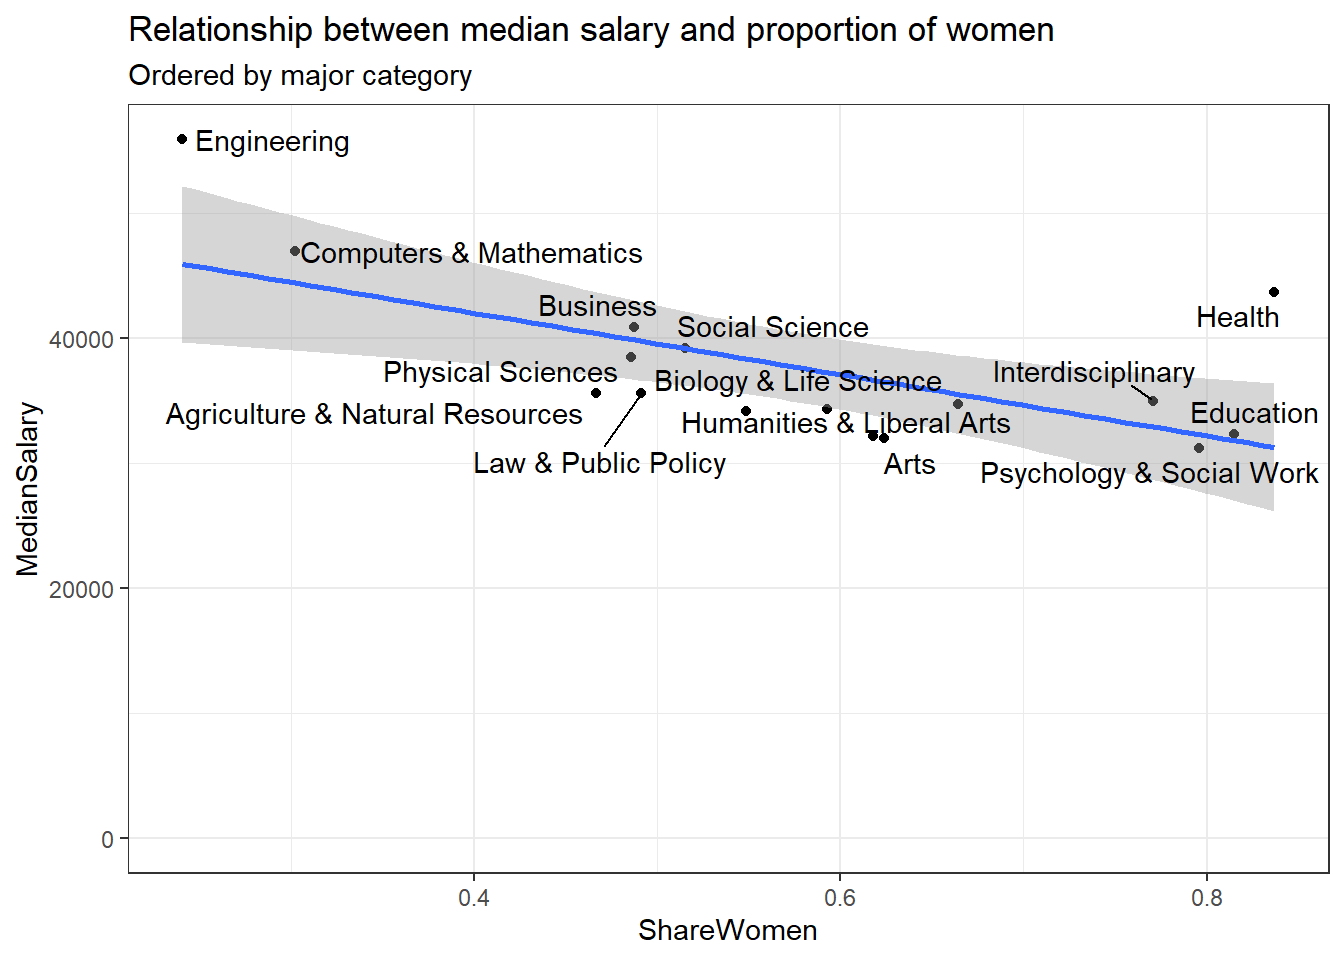 Relationship between median salary and proportion of women
Ordered by major category
Engineering
Computers & Mathematics
Business
Social Science
Health
Physical Sciences
Biology & Life Science
Interdisciplinary
Agriculture & Natural Resources
Humanities & Liberal Arts
Education
Law & Public Policy
Arts
Psychology & Social Work
MedianSalary
40000
20000
0
0.4
0.6
0.8
ShareWomen